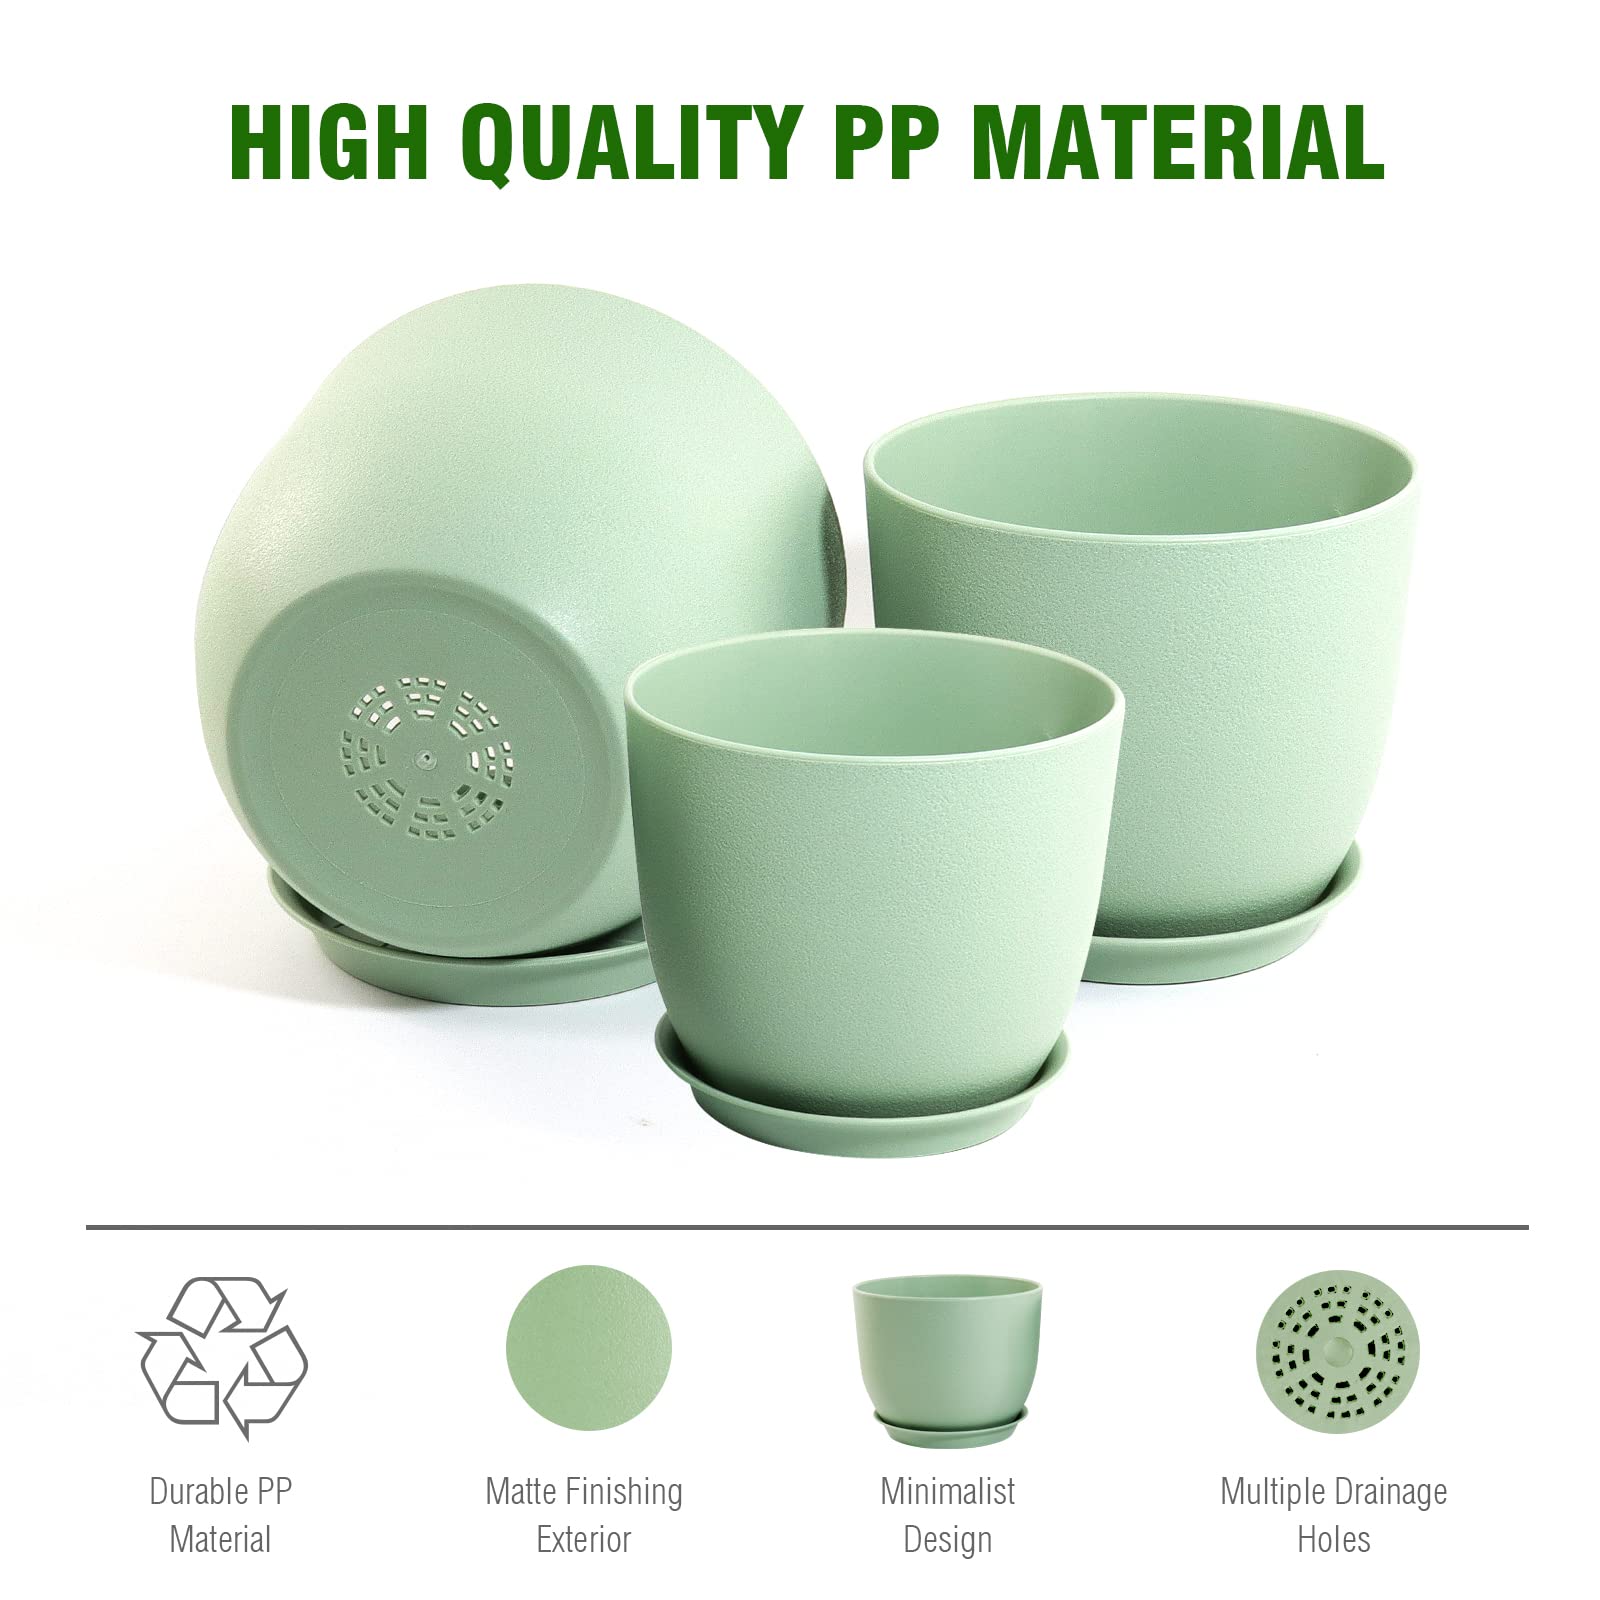 HIGH QUALITY PP MATERIAL
Durable PP
Material
Matte Finishing
Exterior
Minimalist
Design
Multiple Drainage
Holes